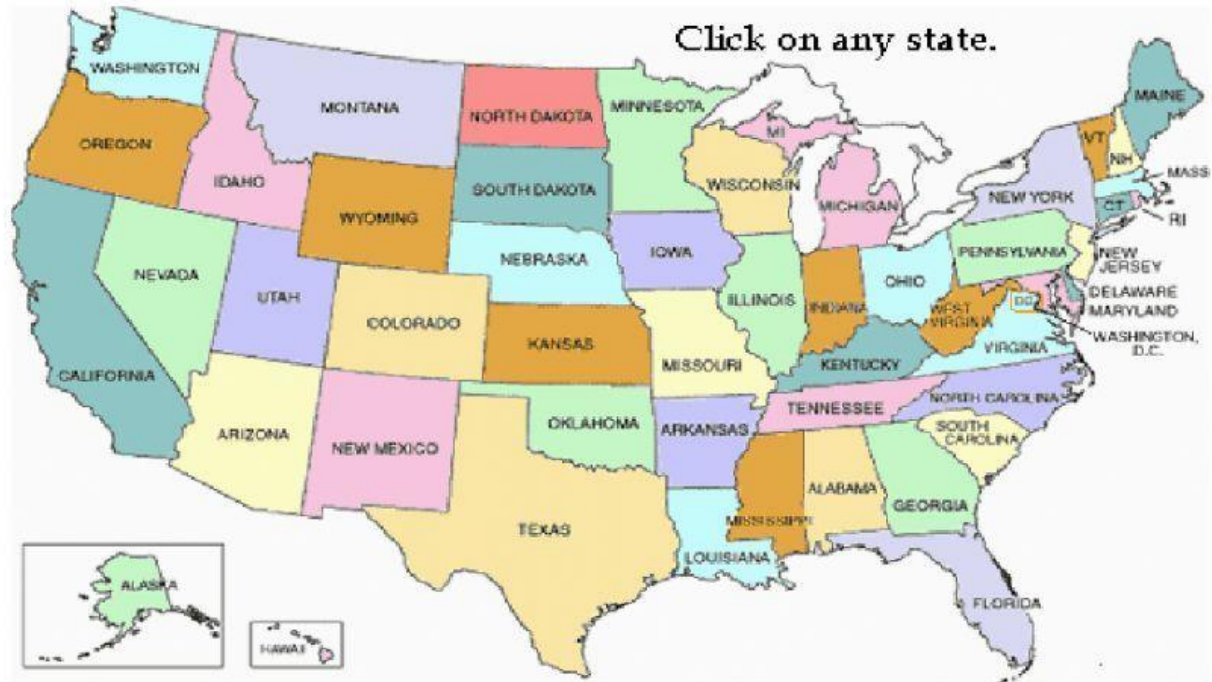 Click on any state.
WASHINGTON
MONTANA
NORTH DAKOTA
MINNESOTA
MAINE
OREGON
IDAHO
MI
VT
NH
WYOMING
SOUTH DAKOTA
WISCONSIN
MICHIGAN
NEW YORK
MASS
CT
RI
NEVADA
UTAH
COLORADO
NEBRASKA
IOWA
ILLINOIS
INDIANA
OHIO
PENNSYLVANIA
NEW
JERSEY
DELAWARE
MARYLAND
DC
WASHINGTON,
D.C.
WEST
VIRGINIA
VIRGINIA
CALIFORNIA
KANSAS
MISSOURI
KENTUCKY
ARIZONA
NEW MEXICO
OKLAHOMA
ARKANSAS
TENNESSEE
NORTH CAROLINA
SOUTH
CAROLINA
TEXAS
LOUISIANA
MISSISSIPPI
ALABAMA
GEORGIA
FLORIDA
ALASKA
HAWAII